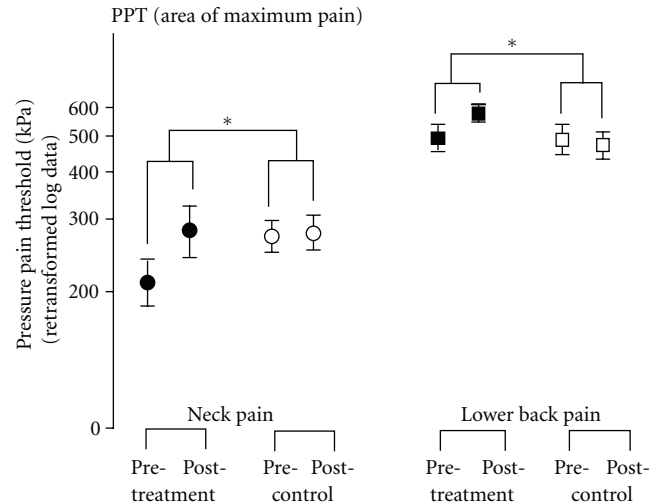 PPT (area of maximum pain)
Pressure pain threshold (kPa)
(retransformed log data)
600
500
400
300
200
0
*
*
Neck pain
Lower back pain
Pre-
treatment
Post-
Pre-
control
Post-
Pre-
treatment
Post-
Pre-
control
Post-